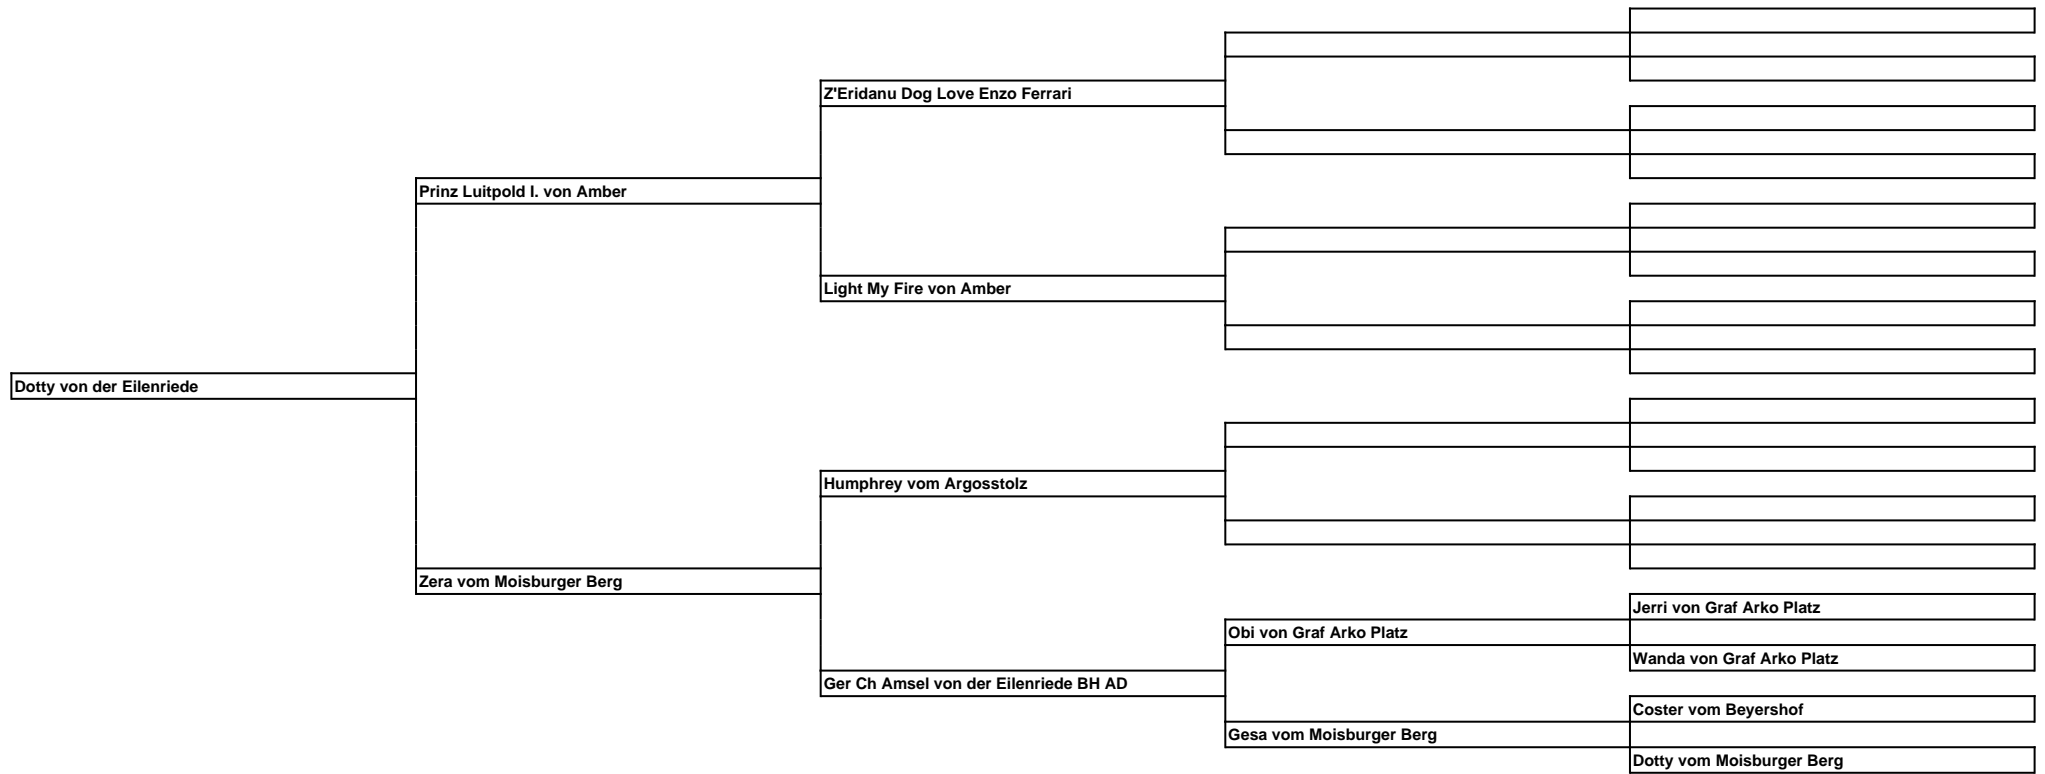 Z'Eridanu Dog Love Enzo Ferrari
Prinz Luitpold I. von Amber
Light My Fire von Amber
Dotty von der Eilenriede
Humphrey vom Argosstolz
Zera vom Moisburger Berg
Jerri von Graf Arko Platz
Obi von Graf Arko Platz
Wanda von Graf Arko Platz
Ger Ch Amsel von der Eilenriede BH AD
Coster vom Beyershof
Gesa vom Moisburger Berg
Dotty vom Moisburger Berg